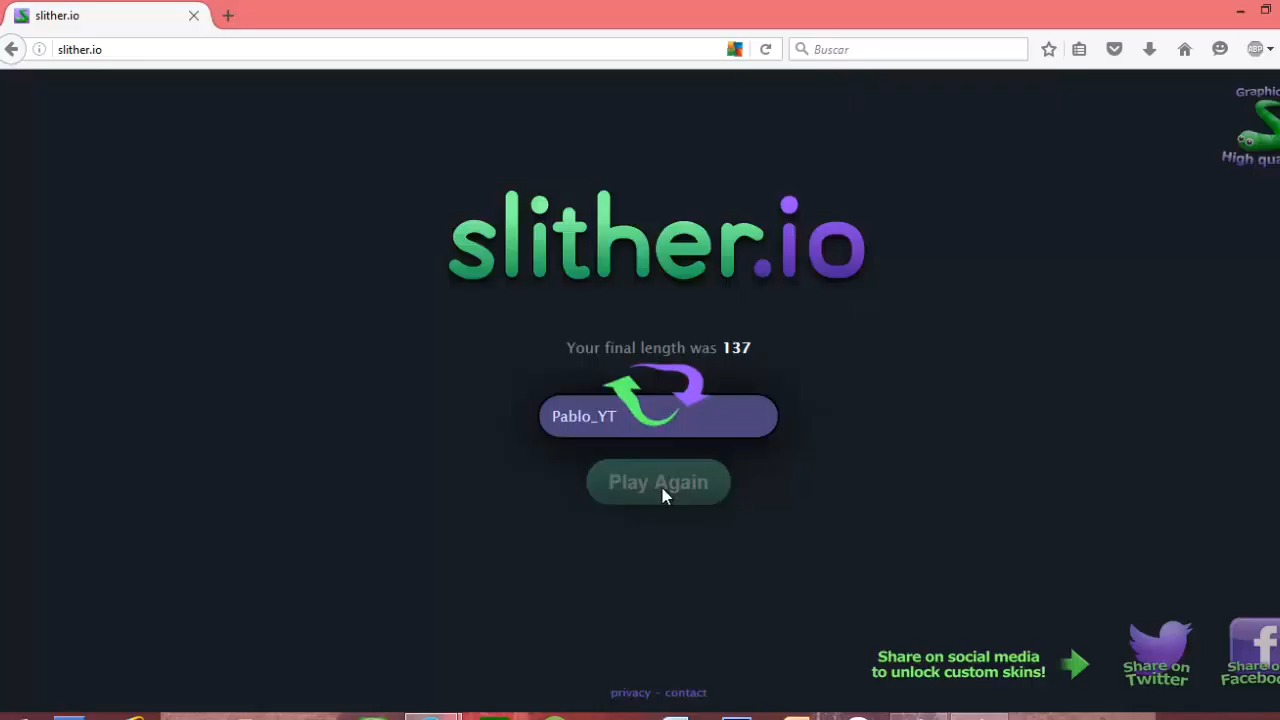 slither.io
slither.io
Buscar
ABP
Graphic
High qua
slither.io
Your final length was 137
Pablo_YT
Play Again
Share on social media
to unlock custom skins!
Share on
Twitter
Share o
Faceboo
privacy - contact